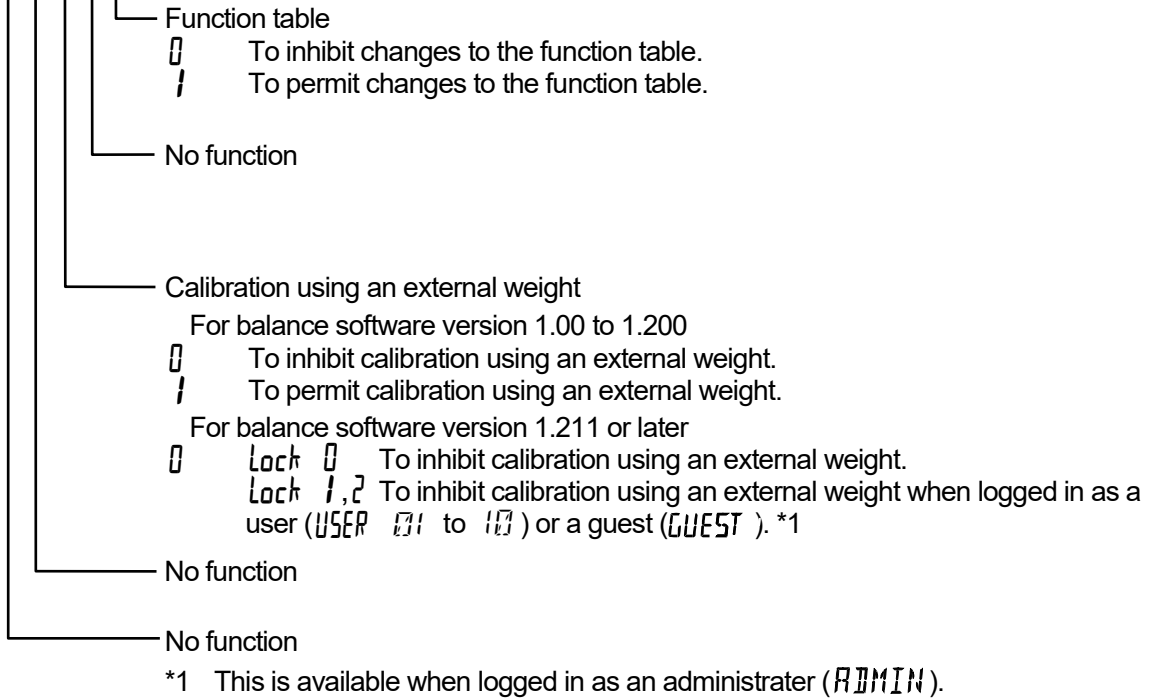 Function table
0 To inhibit changes to the function table.
1 To permit changes to the function table.
No function
Calibration using an external weight
For balance software version 1.00 to 1.200
0 To inhibit calibration using an external weight.
1 To permit calibration using an external weight.
For balance software version 1.211 or later
0 Lock 0 To inhibit calibration using an external weight.
Lock 1,2 To inhibit calibration using an external weight when logged in as a
user (USER 01 to 10 ) or a guest (GUEST ). *1
No function
No function
*1 This is available when logged in as an administrater (ADMIN).